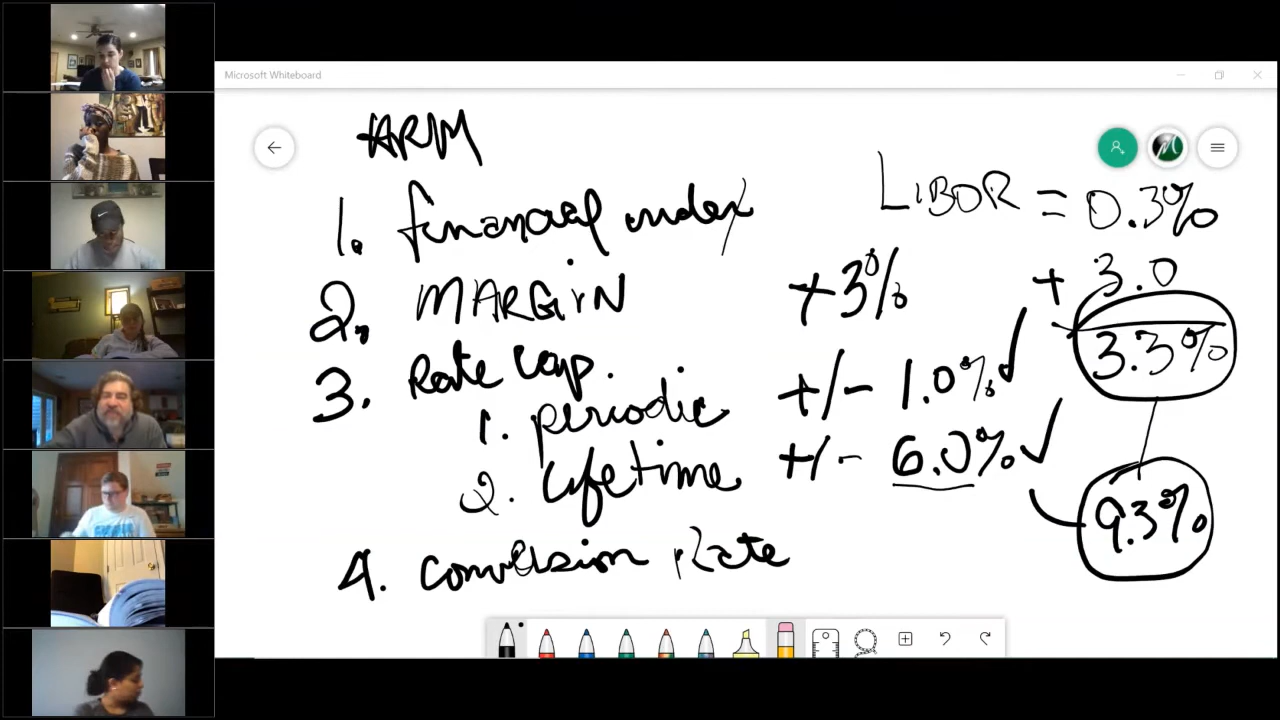 Microsoft Whiteboard
ARM
LIBOR = 0.3%
1. financial index
+ 3.0
2. MARGIN +3%
3.3%
3. Rate cap.
1. periodic +/- 1.0% ✓
2. lifetime +/- 6.0% ✓
9.3%
4. conversion Rate